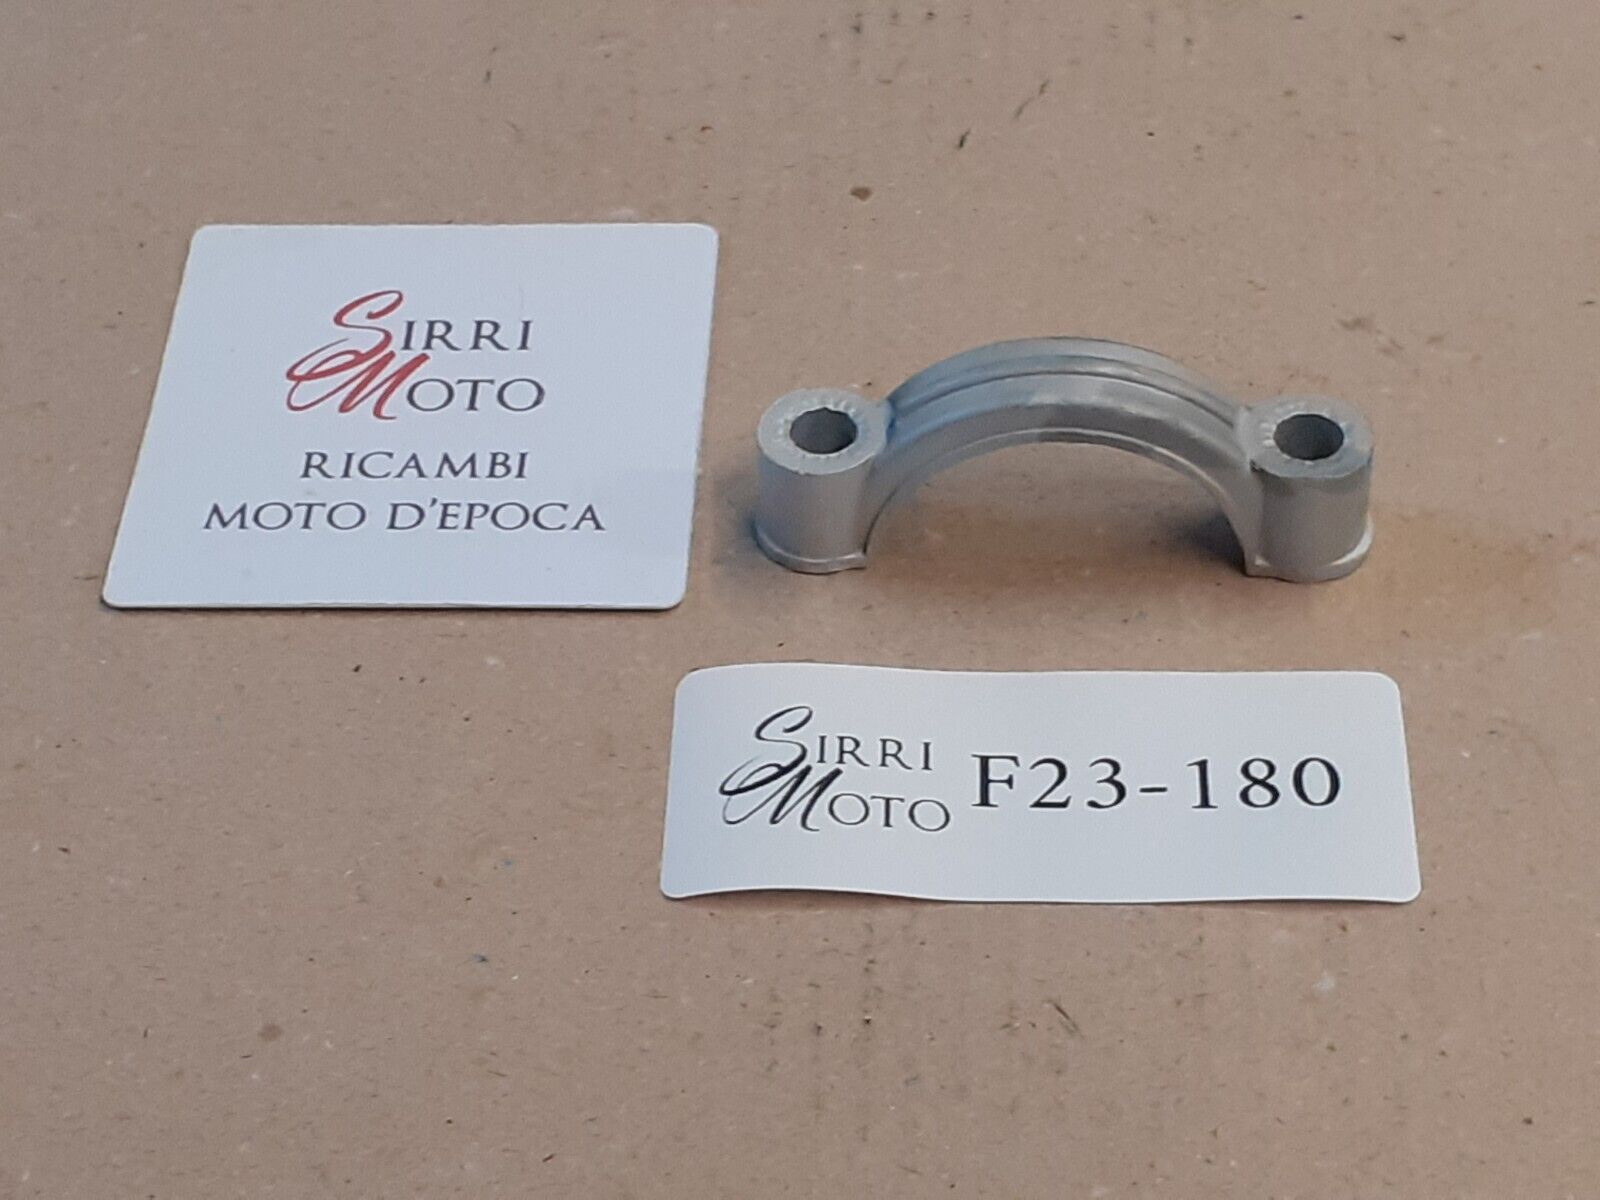 SIRRI
MOTO
RICAMBI
MOTO D'EPOCA
SIRRI
MOTO F23-180